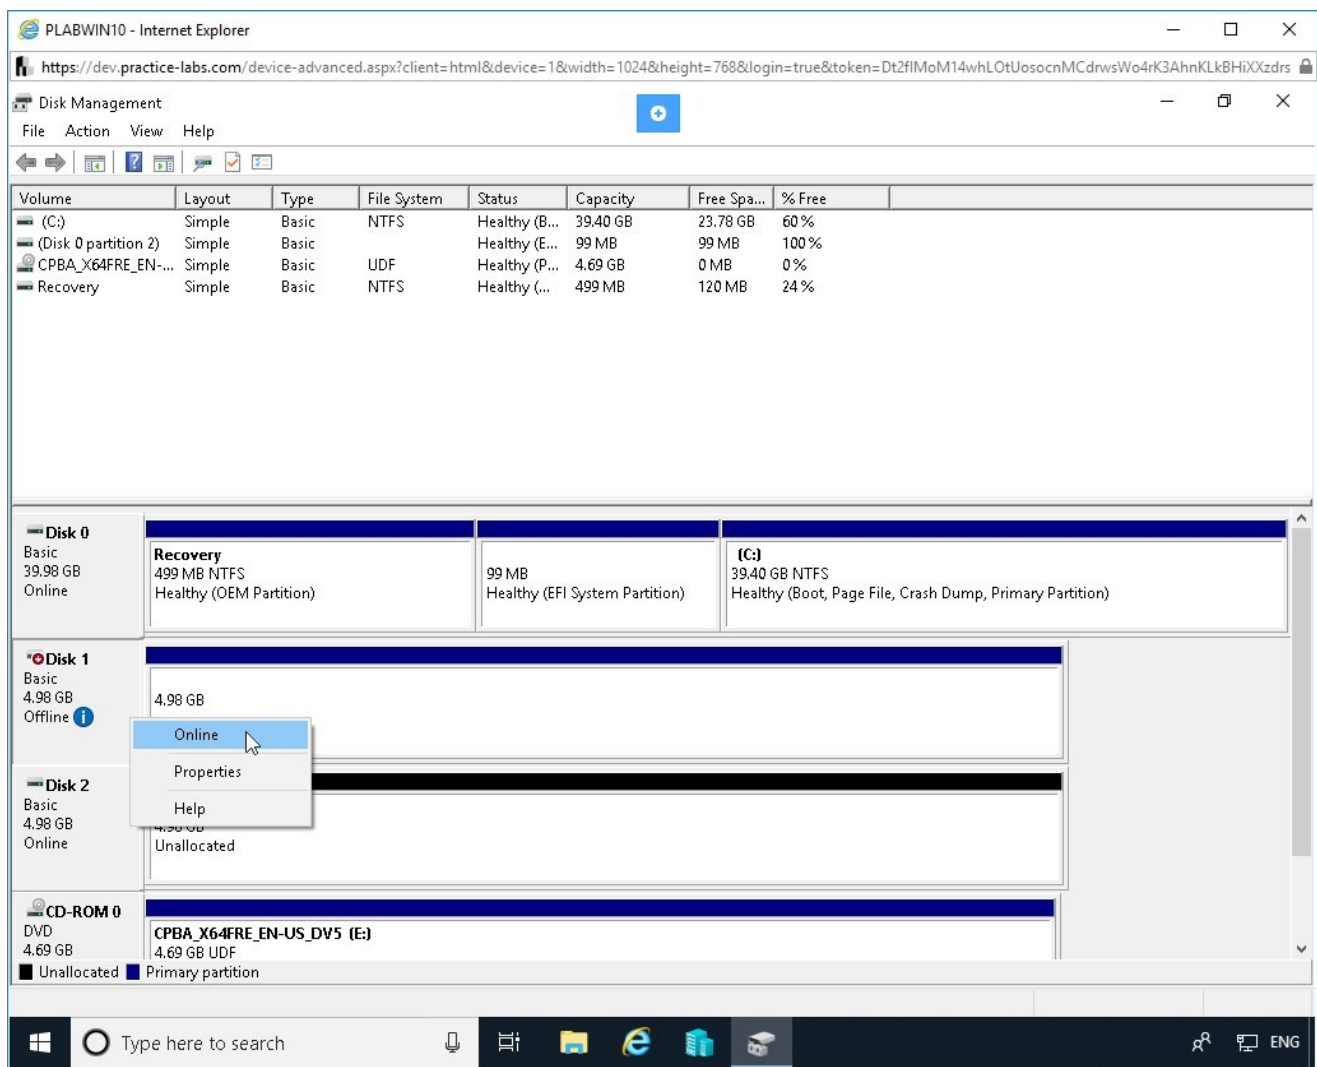 PLABWIN10 - Internet Explorer
https://dev.practice-labs.com/device-advanced.aspx?client=html&device=1&width=1024&height=768&login=true&token=Dt2flMoM14whLOtUosocnMCdrwsWo4rK3AhnKLkBHiXXzdrs
Disk Management
File Action View Help
Volume Layout Type File System Status Capacity Free Spa... % Free
(C:) Simple Basic NTFS Healthy (B... 39.40 GB 23.78 GB 60 %
(Disk 0 partition 2) Simple Basic Healthy (E... 99 MB 99 MB 100 %
CPBA_X64FRE_EN-... Simple Basic UDF Healthy (P... 4.69 GB 0 MB 0 %
Recovery Simple Basic NTFS Healthy (... 499 MB 120 MB 24 %
Disk 0
Basic
39.98 GB
Online
Recovery
499 MB NTFS
Healthy (OEM Partition)
99 MB
Healthy (EFI System Partition)
(C:)
39.40 GB NTFS
Healthy (Boot, Page File, Crash Dump, Primary Partition)
Disk 1
Basic
4.98 GB
Offline
4.98 GB
Online
Properties
Help
Disk 2
Basic
4.98 GB
Online
4.98 GB
Unallocated
CD-ROM 0
DVD
4.69 GB
CPBA_X64FRE_EN-US_DV5 (E:)
4.69 GB UDF
Unallocated Primary partition
Type here to search
ENG